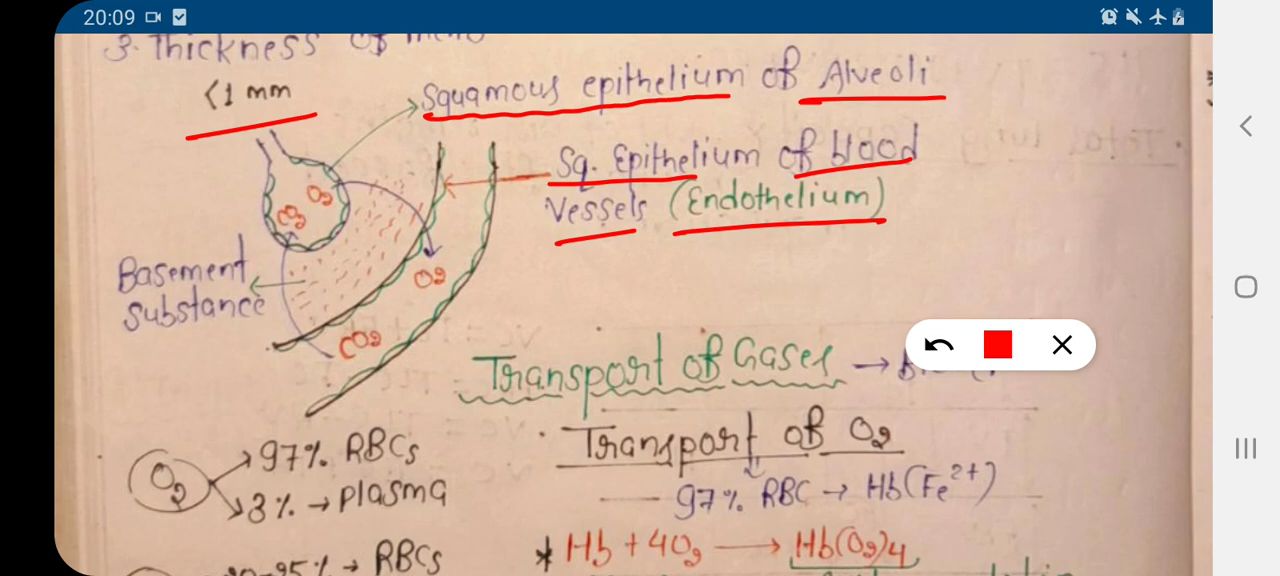 20:09
3. Thickness of
<1 mm
Squamous epithelium of Alveoli
Sq. Epithelium of blood
Vessels (Endothelium)
O2
CO2
Basement
substance
O2
CO2
Transport of Gases →
Transport of O2
O2
97% RBCs
3% → Plasma
97% RBC → Hb(Fe2+)
* Hb + 4O2 → Hb(O2)4
→ RBCs